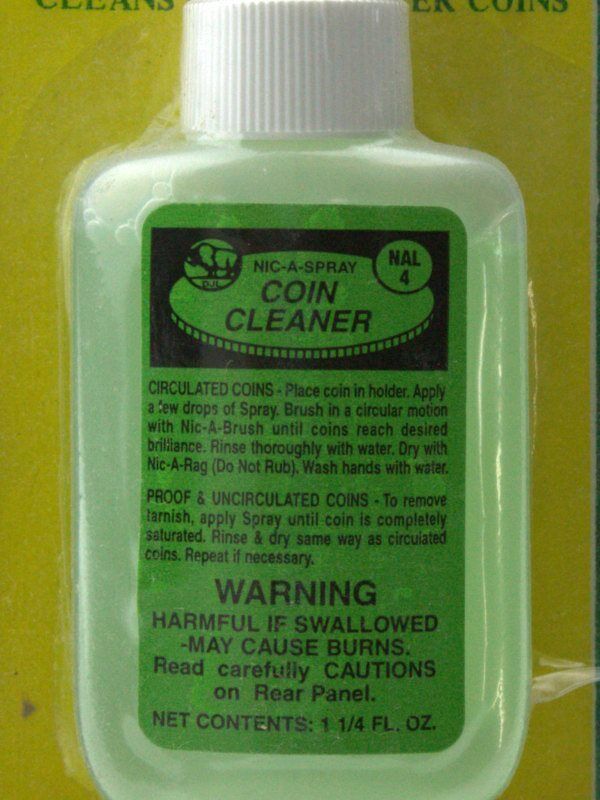 CLEANS ER COINS
DJL
NAL
4
NIC-A-SPRAY
COIN
CLEANER
CIRCULATED COINS - Place coin in holder. Apply
a few drops of Spray. Brush in a circular motion
with Nic-A-Brush until coins reach desired
brilliance. Rinse thoroughly with water. Dry with
Nic-A-Rag (Do Not Rub). Wash hands with water.
PROOF & UNCIRCULATED COINS - To remove
tarnish, apply Spray until coin is completely
saturated. Rinse & dry same way as circulated
coins. Repeat if necessary.
WARNING
HARMFUL IF SWALLOWED
-MAY CAUSE BURNS.
Read carefully CAUTIONS
on Rear Panel.
NET CONTENTS: 1 1/4 FL. OZ.